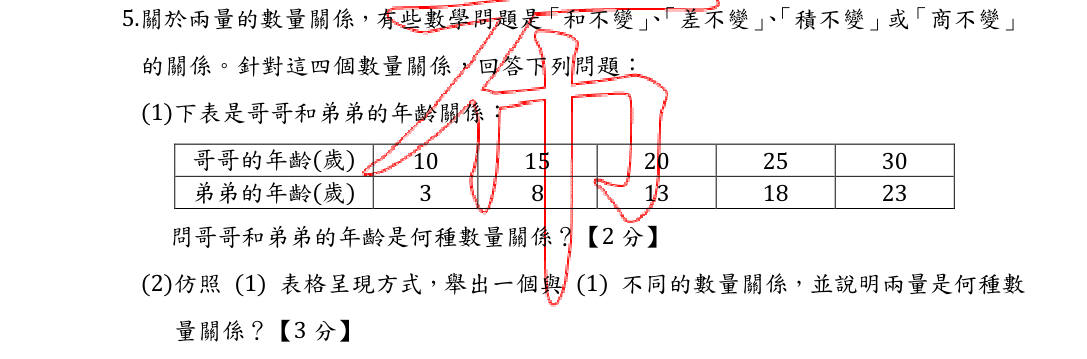 5.關於兩量的數量關係，有些數學問題是「和不變」、「差不變」、「積不變」或「商不變」
的關係。針對這四個數量關係，回答下列問題：
(1)下表是哥哥和弟弟的年齡關係：
哥哥的年齡(歲) 10 15 20 25 30
弟弟的年齡(歲) 3 8 13 18 23
問哥哥和弟弟的年齡是何種數量關係？【2 分】
(2)仿照 (1) 表格呈現方式，舉出一個與 (1) 不同的數量關係，並說明兩量是何種數
量關係？【3 分】